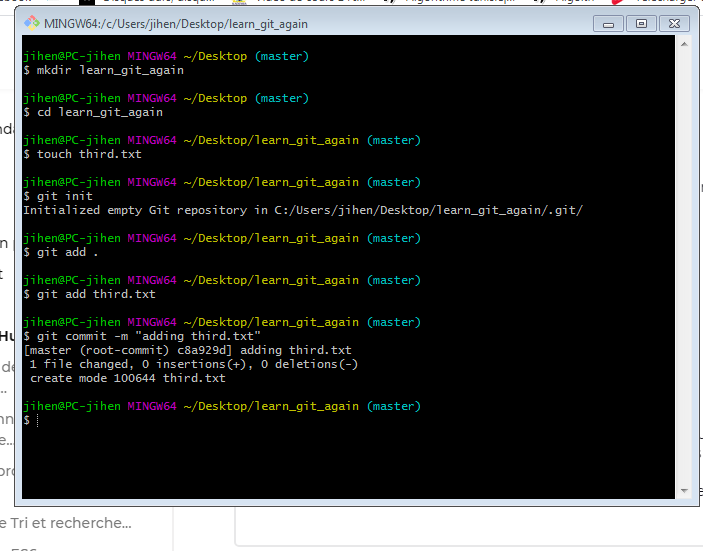 MINGW64:/c/Users/jihen/Desktop/learn_git_again
jihen@PC-jihen MINGW64 ~/Desktop (master)
$ mkdir learn_git_again
jihen@PC-jihen MINGW64 ~/Desktop (master)
$ cd learn_git_again
jihen@PC-jihen MINGW64 ~/Desktop/learn_git_again (master)
$ touch third.txt
jihen@PC-jihen MINGW64 ~/Desktop/learn_git_again (master)
$ git init
Initialized empty Git repository in C:/Users/jihen/Desktop/learn_git_again/.git/
jihen@PC-jihen MINGW64 ~/Desktop/learn_git_again (master)
$ git add .
jihen@PC-jihen MINGW64 ~/Desktop/learn_git_again (master)
$ git add third.txt
jihen@PC-jihen MINGW64 ~/Desktop/learn_git_again (master)
$ git commit -m "adding third.txt"
[master (root-commit) c8a929d] adding third.txt
 1 file changed, 0 insertions(+), 0 deletions(-)
 create mode 100644 third.txt
jihen@PC-jihen MINGW64 ~/Desktop/learn_git_again (master)
$
e Tri et recherche...